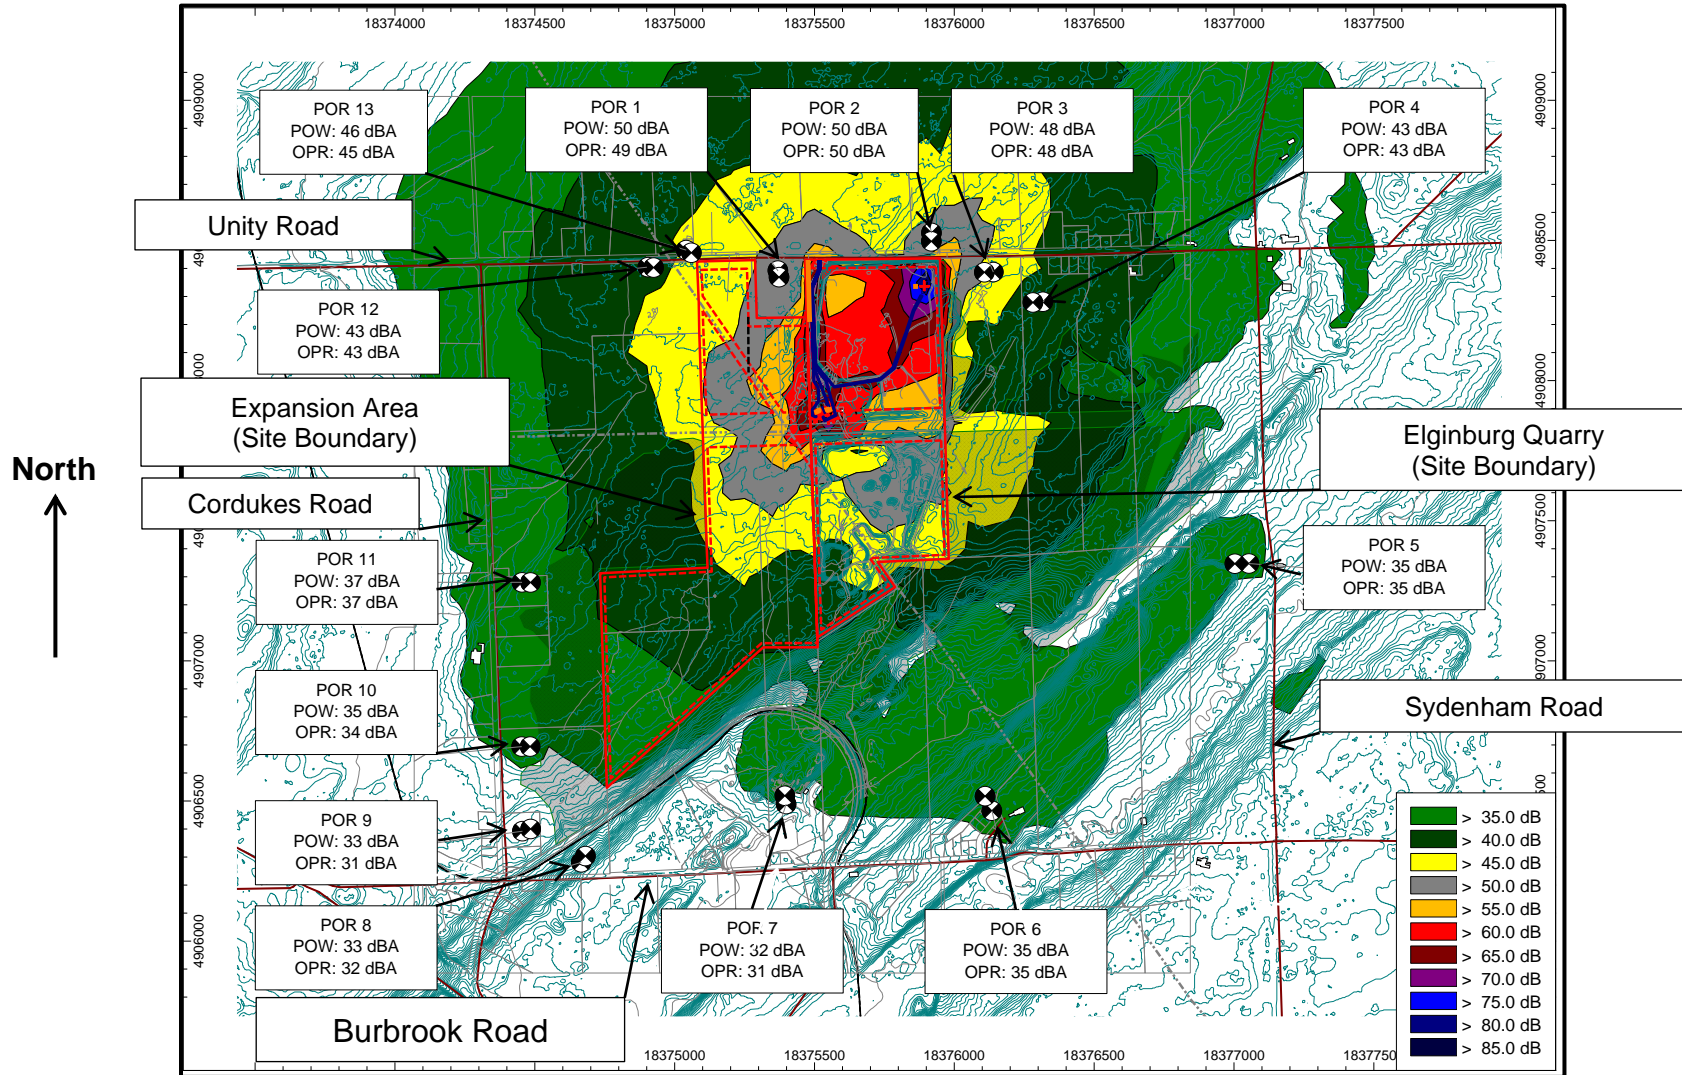 18374000 18374500 18375000 18375500 18376000 18376500 18377000 18377500
4909000
4909000
POR 13
POW: 46 dBA
OPR: 45 dBA
POR 1
POW: 50 dBA
OPR: 49 dBA
POR 2
POW: 50 dBA
OPR: 50 dBA
POR 3
POW: 48 dBA
OPR: 48 dBA
POR 4
POW: 43 dBA
OPR: 43 dBA
Unity Road
4908500
POR 12
POW: 43 dBA
OPR: 43 dBA
4908000
Expansion Area
(Site Boundary)
Elginburg Quarry
(Site Boundary)
North
Cordukes Road
4907500
POR 11
POW: 37 dBA
OPR: 37 dBA
POR 5
POW: 35 dBA
OPR: 35 dBA
4907000
4907000
POR 10
POW: 35 dBA
OPR: 34 dBA
Sydenham Road
4906500
POR 9
POW: 33 dBA
OPR: 31 dBA
POR 8
POW: 33 dBA
OPR: 32 dBA
4906000
7
POW: 32 dBA
OPR: 31 dBA
POR 6
POW: 35 dBA
OPR: 35 dBA
Burbrook Road
> 35.0 dB
> 40.0 dB
> 45.0 dB
> 50.0 dB
> 55.0 dB
> 60.0 dB
> 65.0 dB
> 70.0 dB
> 75.0 dB
> 80.0 dB
> 85.0 dB
18375000 18375500 18376000 18376500 18377000